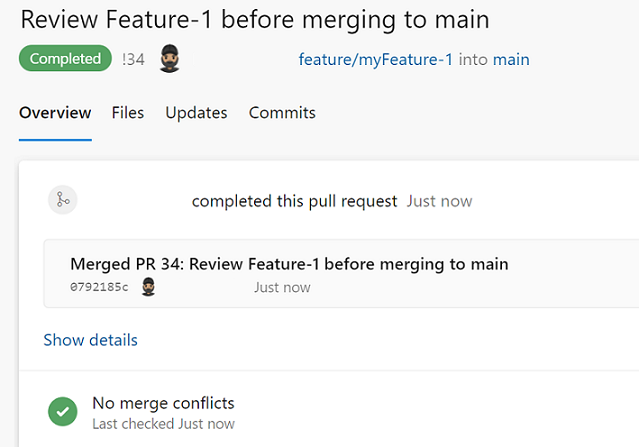 Review Feature-1 before merging to main
Completed !34 feature/myFeature-1 into main
Overview Files Updates Commits
completed this pull request Just now
Merged PR 34: Review Feature-1 before merging to main
0792185c Just now
Show details
No merge conflicts
Last checked Just now